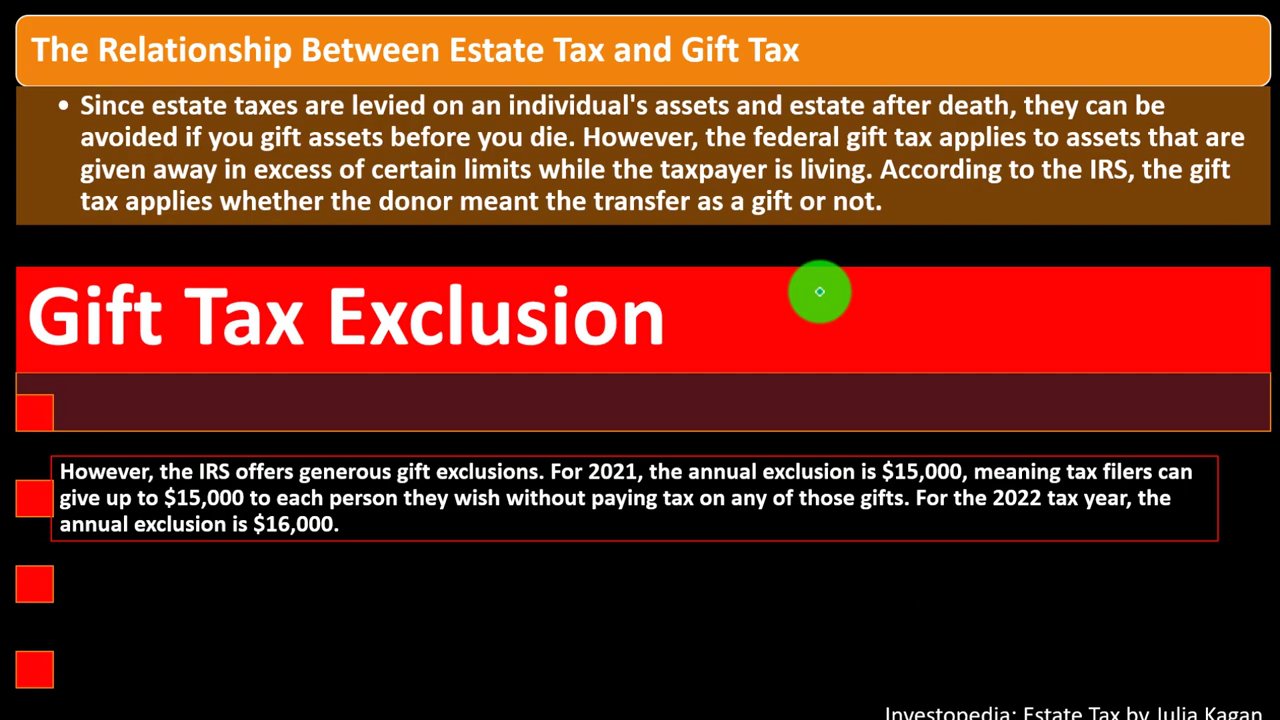 The Relationship Between Estate Tax and Gift Tax
• Since estate taxes are levied on an individual's assets and estate after death, they can be
avoided if you gift assets before you die. However, the federal gift tax applies to assets that are
given away in excess of certain limits while the taxpayer is living. According to the IRS, the gift
tax applies whether the donor meant the transfer as a gift or not.
Gift Tax Exclusion
However, the IRS offers generous gift exclusions. For 2021, the annual exclusion is $15,000, meaning tax filers can
give up to $15,000 to each person they wish without paying tax on any of those gifts. For the 2022 tax year, the
annual exclusion is $16,000.
Investopedia: Estate Tax by Julia Kagan